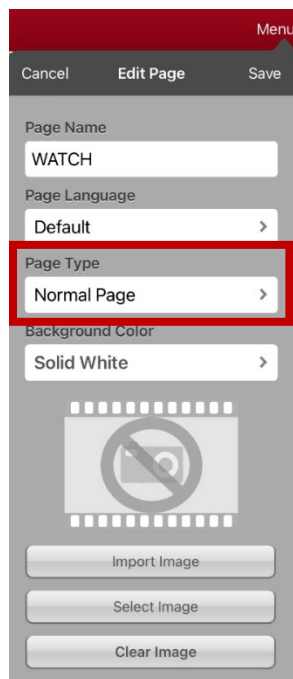 Menu
Cancel Edit Page Save
Page Name
WATCH
Page Language
Default
Page Type
Normal Page
Background Color
Solid White
Import Image
Select Image
Clear Image